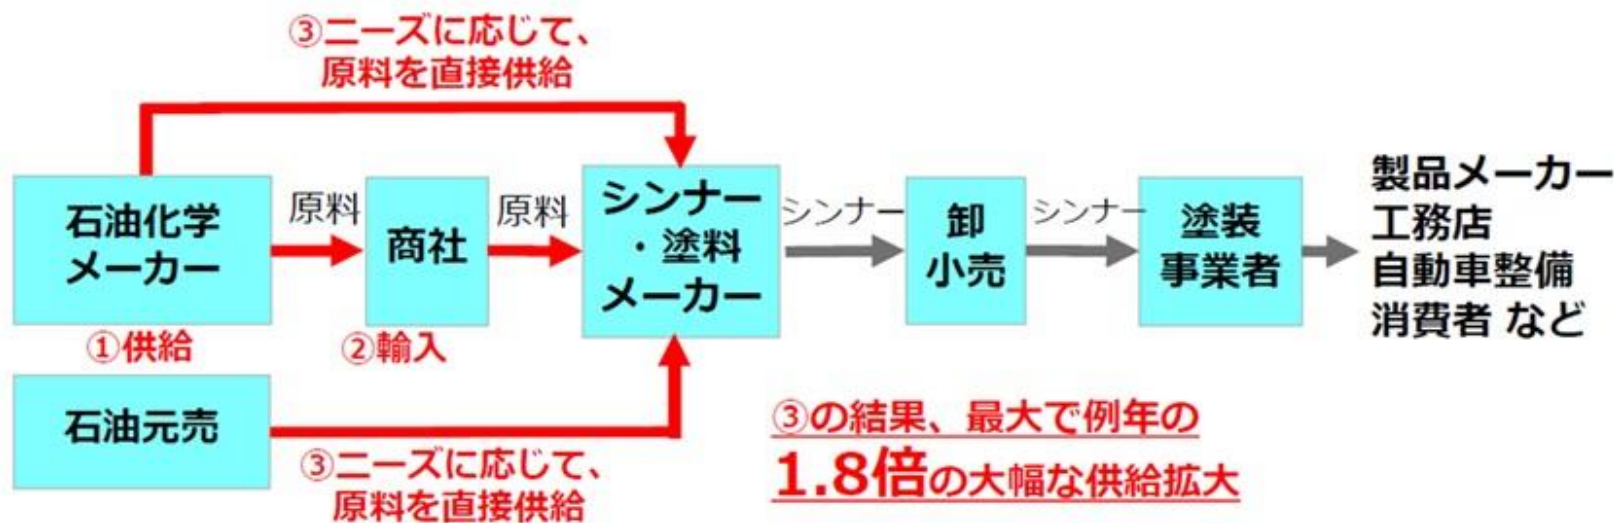 ③ニーズに応じて、
原料を直接供給
石油化学
メーカー
原料
商社
原料
シンナー
・塗料
メーカー
シンナー
卸
小売
シンナー
塗装
事業者
製品メーカー
工務店
自動車整備
消費者 など
①供給
②輸入
石油元売
③ニーズに応じて、
原料を直接供給
③の結果、最大で例年の
1.8倍の大幅な供給拡大